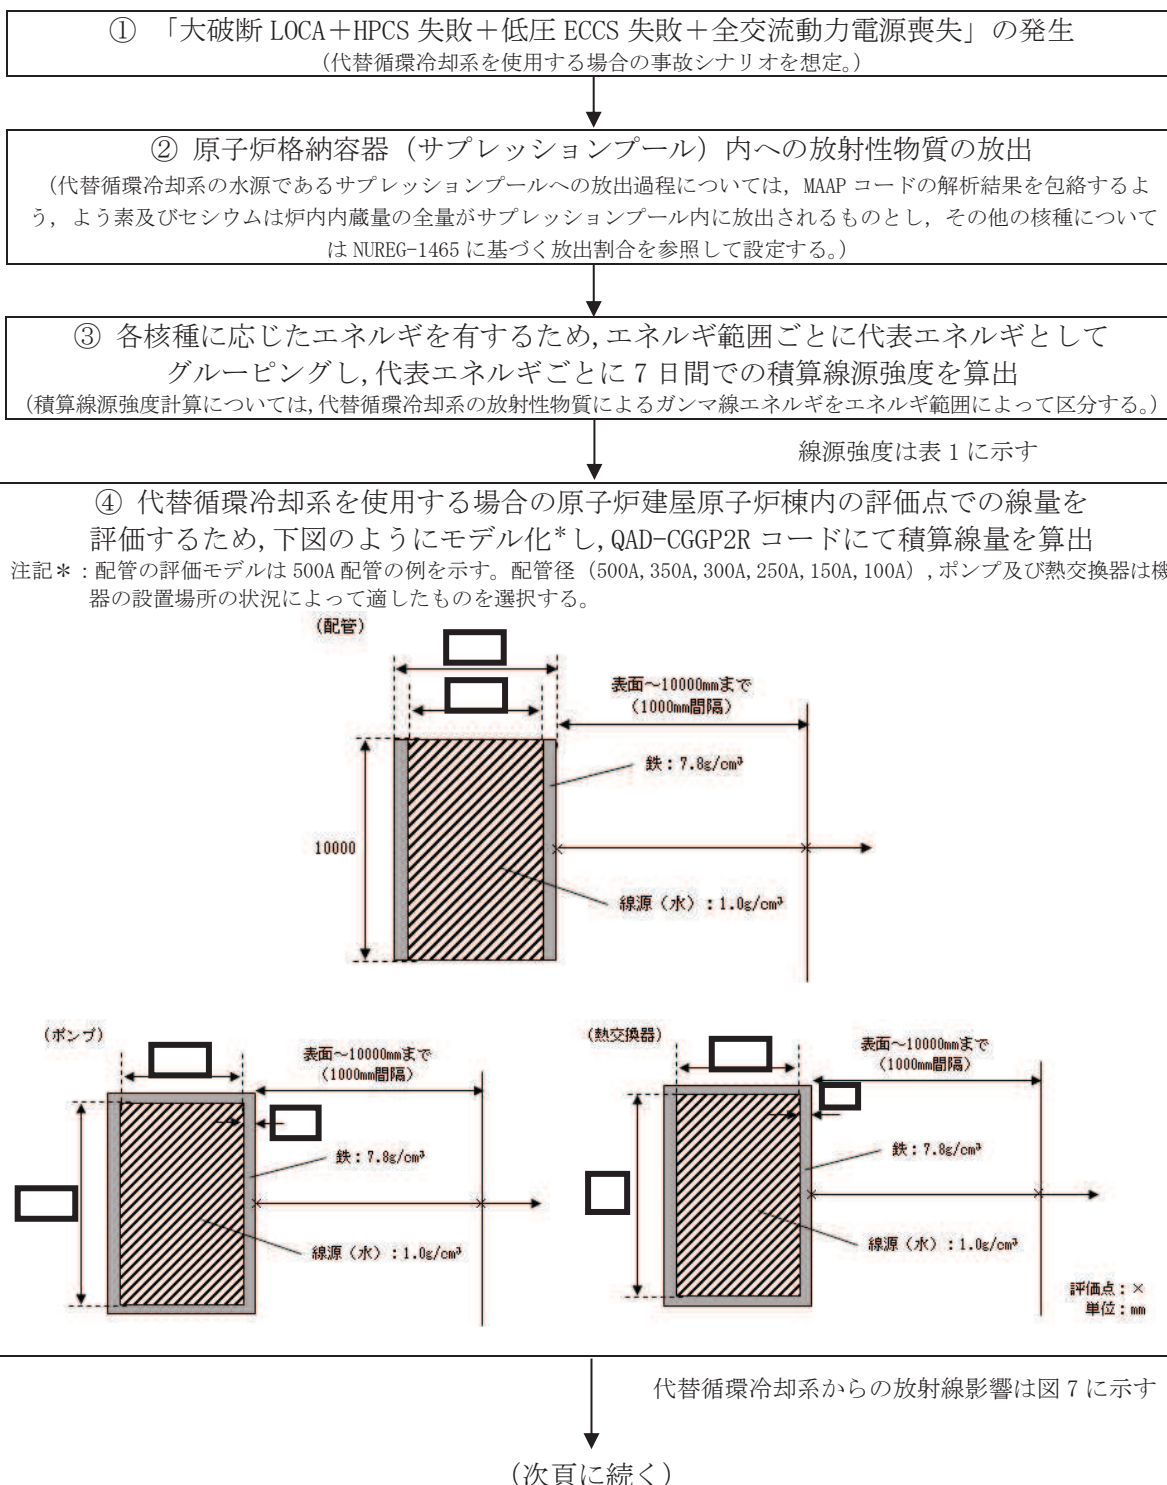 ① 「大破断 LOCA＋HPCS 失敗＋低圧 ECCS 失敗＋全交流動力電源喪失」の発生
(代替循環冷却系を使用する場合の事故シナリオを想定。)
② 原子炉格納容器（サプレッションプール）内への放射性物質の放出
(代替循環冷却系の水源であるサプレッションプールへの放出過程については，MAAP コードの解析結果を包絡するよ
う，よう素及びセシウムは炉内内蔵量の全量がサプレッションプール内に放出されるものとし，その他の核種について
は NUREG-1465 に基づく放出割合を参照して設定する。)
③ 各核種に応じたエネルギを有するため,エネルギ範囲ごとに代表エネルギとして
グルーピングし,代表エネルギごとに 7 日間での積算線源強度を算出
(積算線源強度計算については,代替循環冷却系の放射性物質によるガンマ線エネルギをエネルギ範囲によって区分する。)
線源強度は表 1 に示す
④ 代替循環冷却系を使用する場合の原子炉建屋原子炉棟内の評価点での線量を
評価するため,下図のようにモデル化*し,QAD-CGGP2R コードにて積算線量を算出
注記＊：配管の評価モデルは 500A 配管の例を示す。配管径（500A,350A,300A,250A,150A,100A）,ポンプ及び熱交換器は機
器の設置場所の状況によって適したものを選択する。
(配管)
表面～10000mmまで
（1000mm間隔）
鉄：7.8g/cm³
10000
線源（水）：1.0g/cm³
(ポンプ)
表面～10000mmまで
（1000mm間隔）
鉄：7.8g/cm³
線源（水）：1.0g/cm³
(熱交換器)
表面～10000mmまで
（1000mm間隔）
鉄：7.8g/cm³
線源（水）：1.0g/cm³
評価点：×
単位：mm
代替循環冷却系からの放射線影響は図 7 に示す
(次頁に続く)